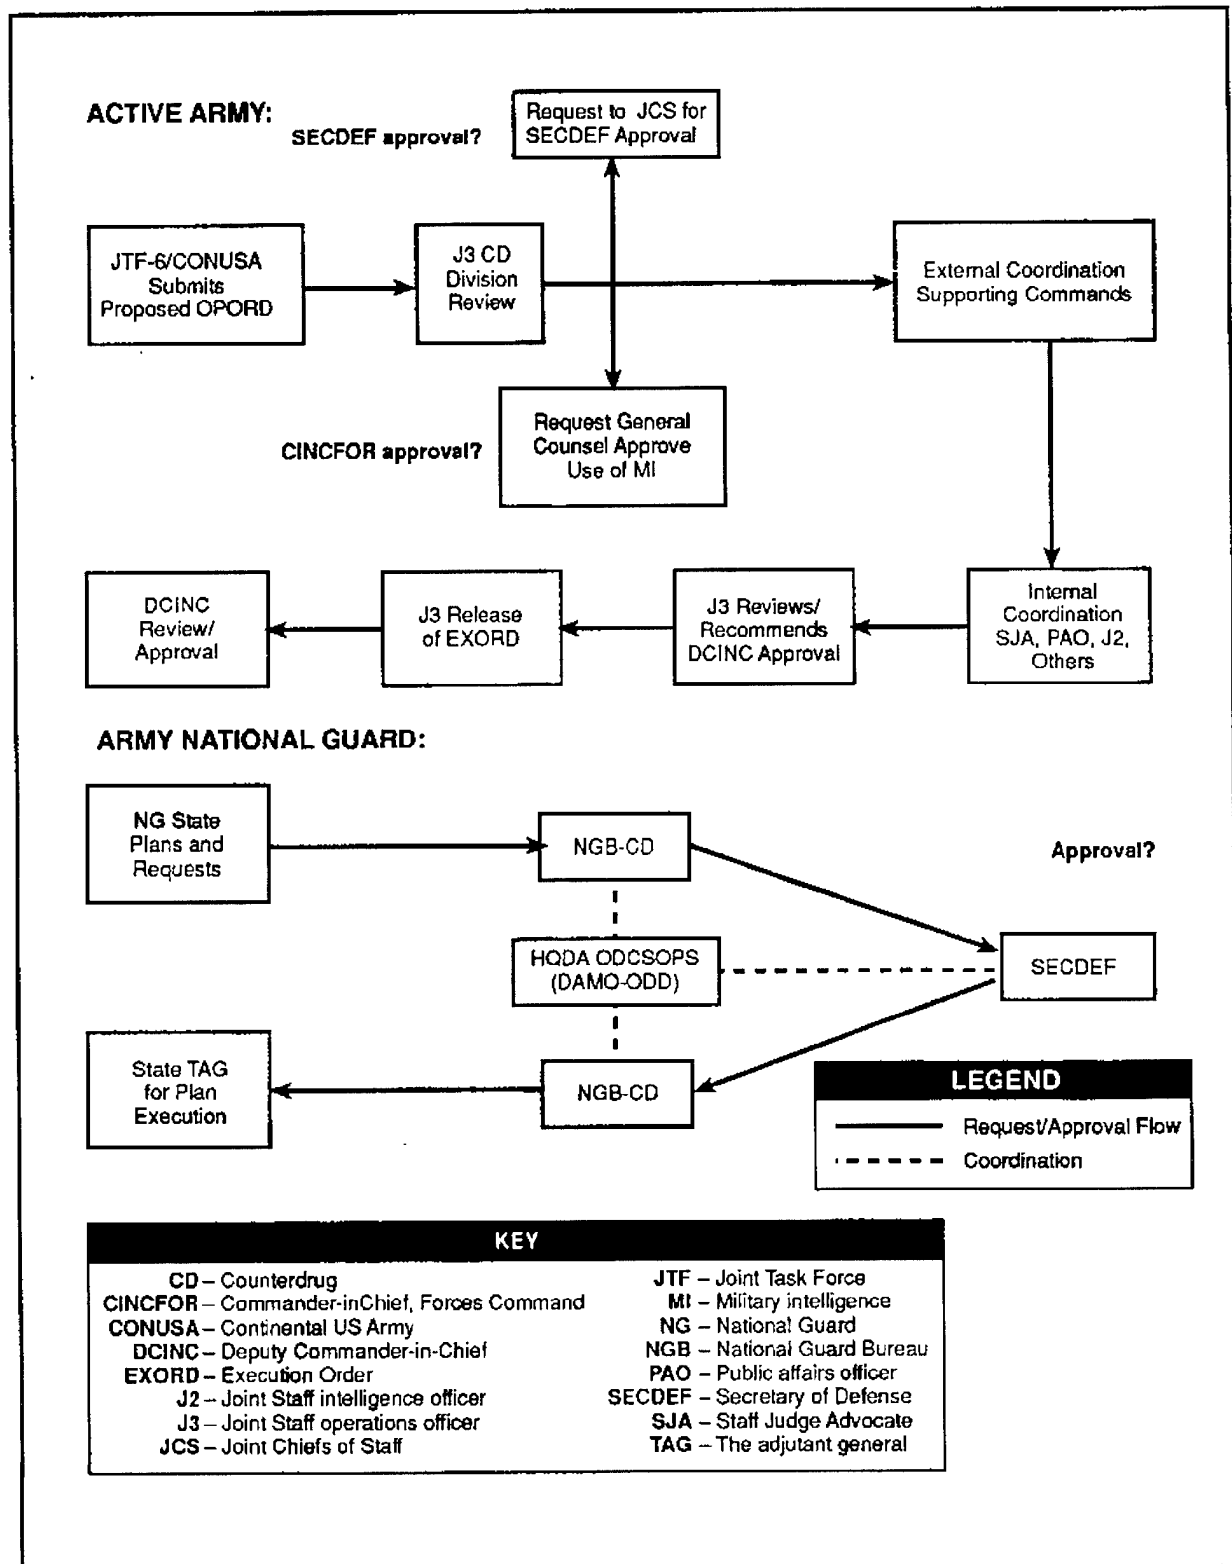 ACTIVE ARMY:
SECDEF approval?
Request to JCS for
SECDEF Approval
JTF-6/CONUSA
Submits
Proposed OPORD
J3 CD
Division
Review
External Coordination
Supporting Commands
CINCFOR approval?
Request General
Counsel Approve
Use of MI
DCINC
Review/
Approval
J3 Release
of EXORD
J3 Reviews/
Recommends
DCINC Approval
Internal
Coordination
SJA, PAO, J2,
Others
ARMY NATIONAL GUARD:
NG State
Plans and
Requests
NGB-CD
Approval?
HQDA ODCSOPS
(DAMO-ODD)
SECDEF
State TAG
for Plan
Execution
NGB-CD
LEGEND
Request/Approval Flow
Coordination
KEY
CD – Counterdrug
CINCFOR – Commander-inChief, Forces Command
CONUSA – Continental US Army
DCINC – Deputy Commander-in-Chief
EXORD – Execution Order
J2 – Joint Staff intelligence officer
J3 – Joint Staff operations officer
JCS – Joint Chiefs of Staff
JTF – Joint Task Force
MI – Military intelligence
NG – National Guard
NGB – National Guard Bureau
PAO – Public affairs officer
SECDEF – Secretary of Defense
SJA – Staff Judge Advocate
TAG – The adjutant general